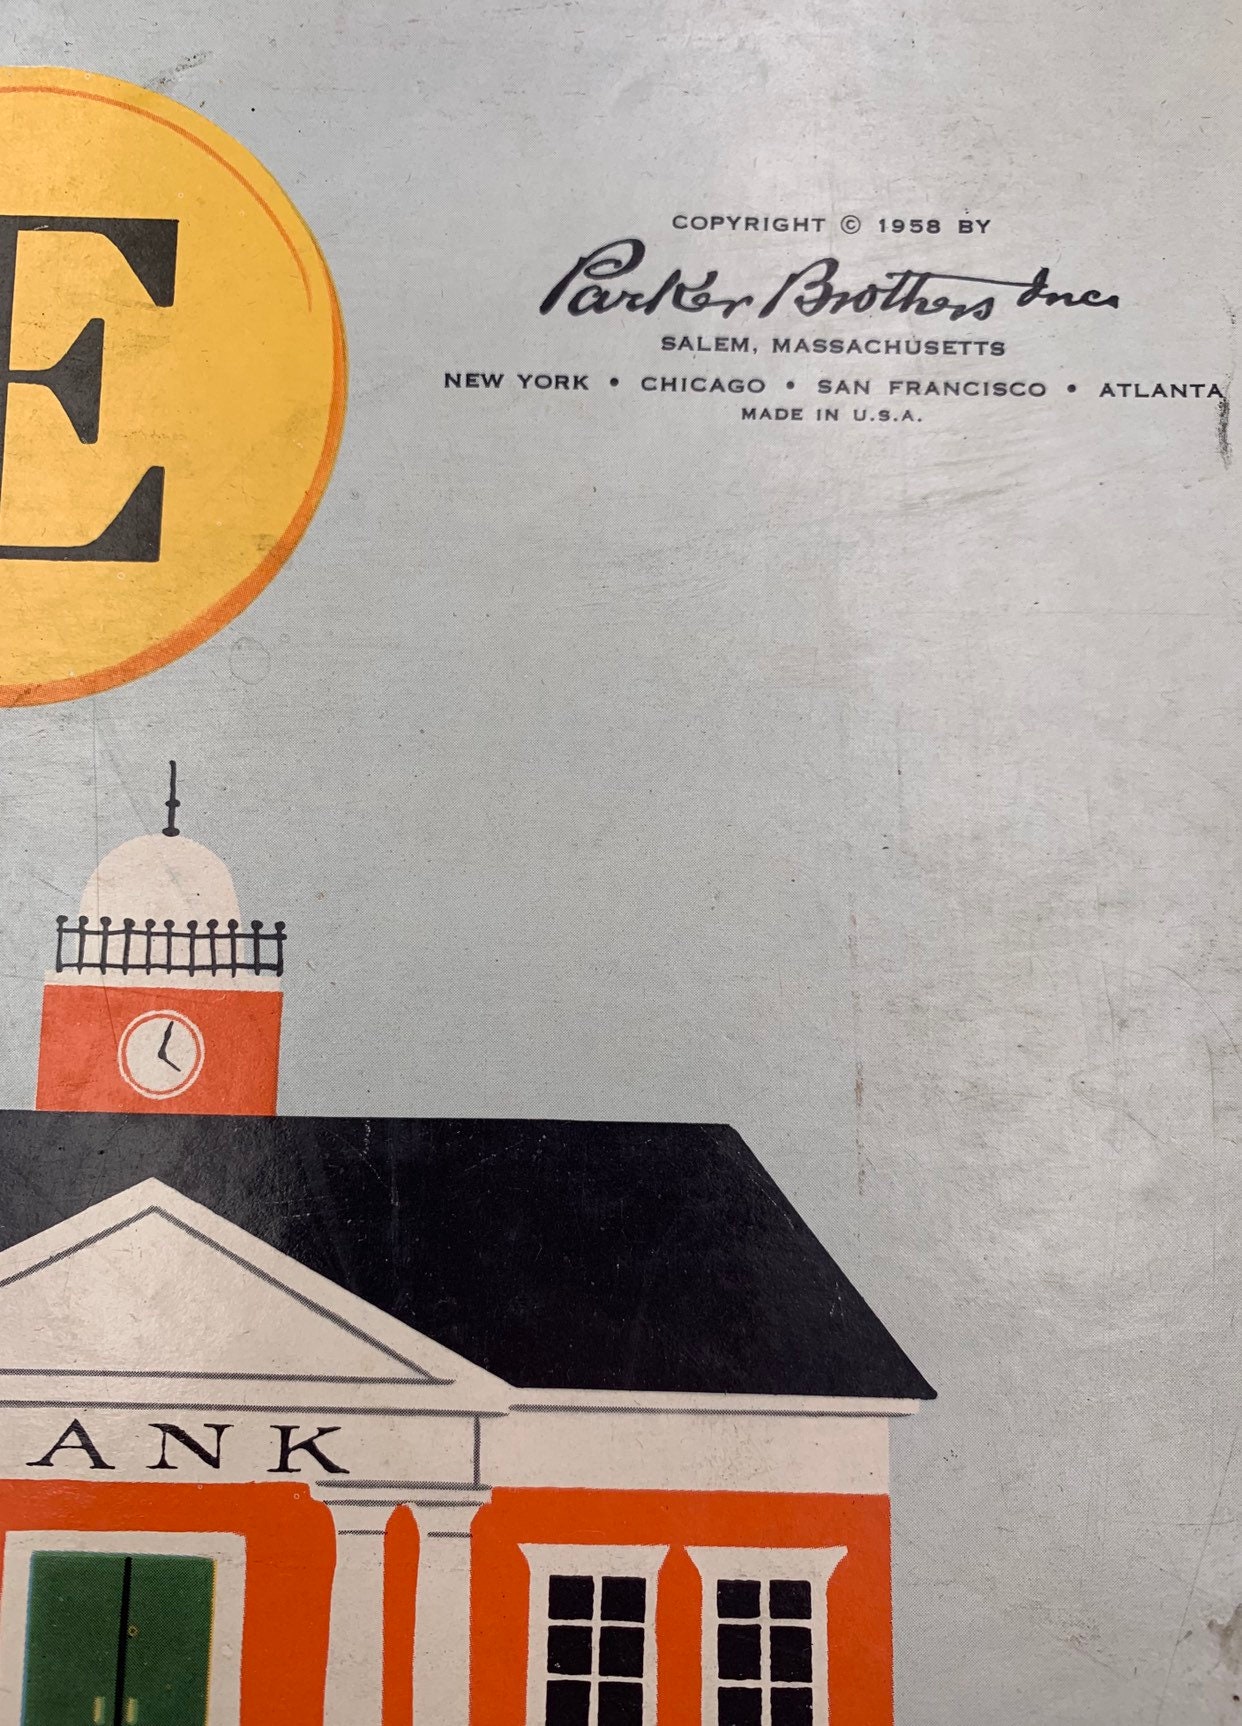 E
COPYRIGHT © 1958 BY
Parker Brothers Inc.
SALEM, MASSACHUSETTS
NEW YORK • CHICAGO • SAN FRANCISCO • ATLANTA
MADE IN U.S.A.
ANK